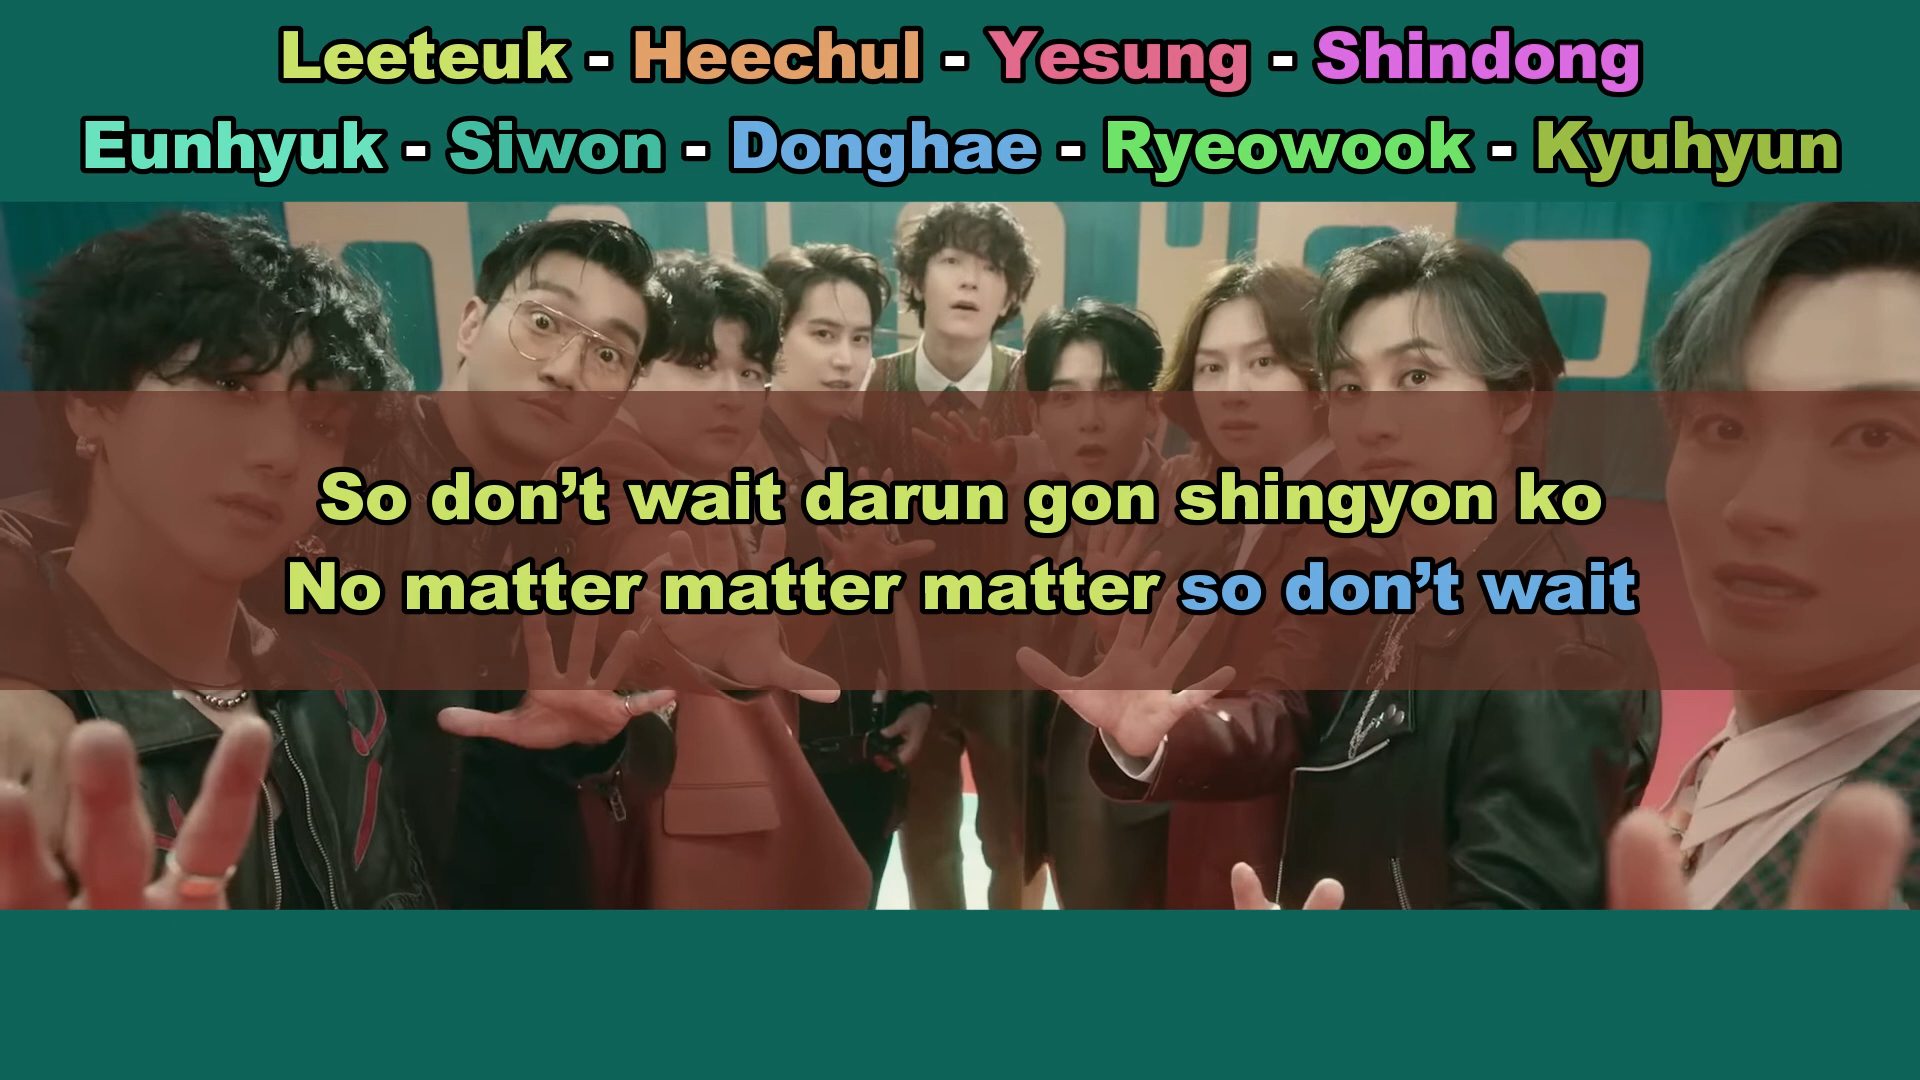 Leeteuk - Heechul - Yesung - Shindong
Eunhyuk - Siwon - Donghae - Ryeowook - Kyuhyun
So don’t wait darun gon shingyon ko
No matter matter matter so don’t wait